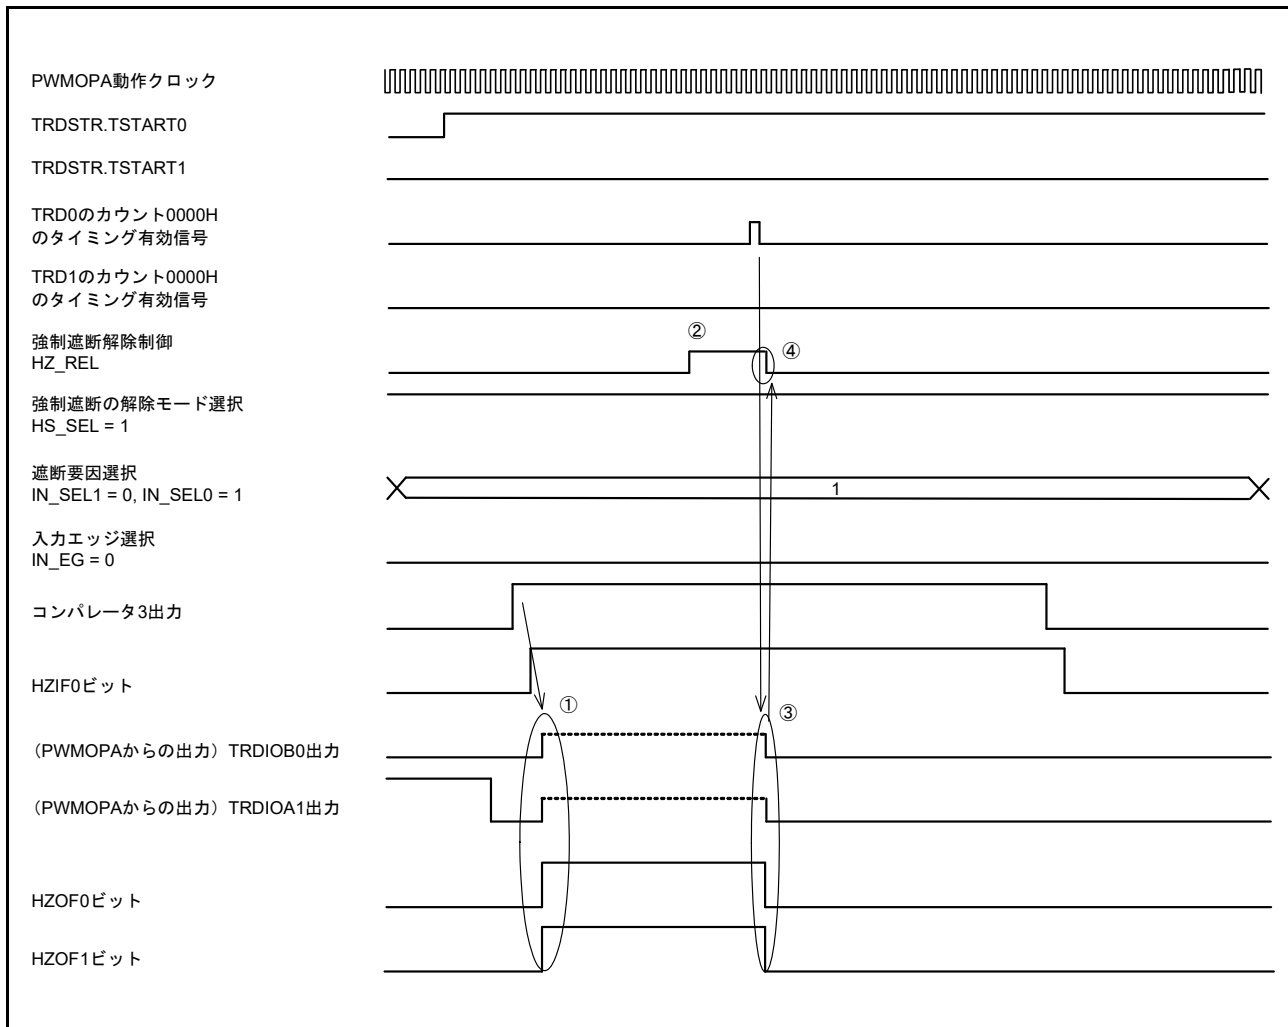 PWMOPA動作クロック
TRDSTR.TSTART0
TRDSTR.TSTART1
TRD0のカウント0000H
のタイミング有効信号
TRD1のカウント0000H
のタイミング有効信号
強制遮断解除制御
HZ_REL
②
④
強制遮断の解除モード選択
HS_SEL = 1
遮断要因選択
IN_SEL1 = 0, IN_SEL0 = 1
1
入力エッジ選択
IN_EG = 0
コンパレータ3出力
HZIF0ビット
①
③
(PWMOPAからの出力)TRDIOB0出力
(PWMOPAからの出力)TRDIOA1出力
HZOF0ビット
HZOF1ビット